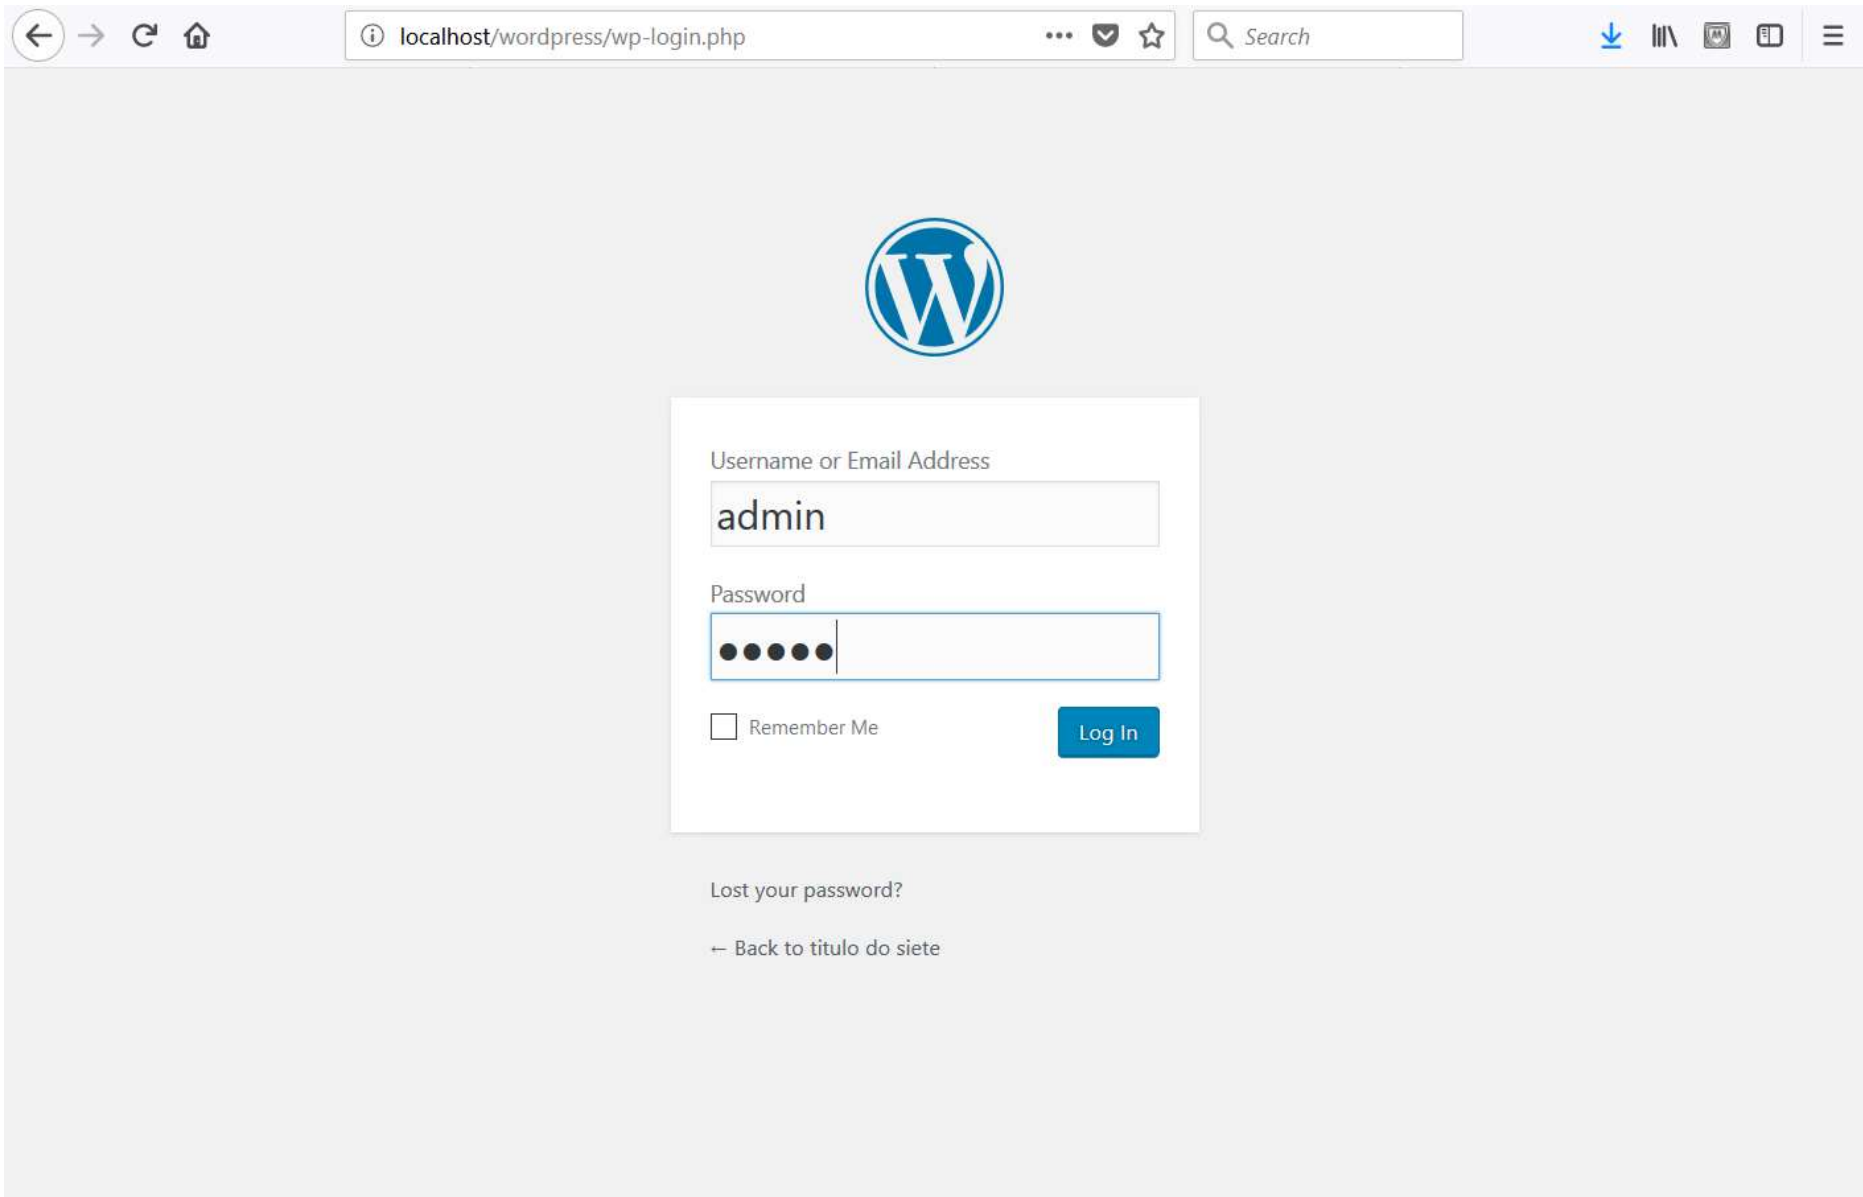 localhost/wordpress/wp-login.php
Search
Username or Email Address
admin
Password
●●●●●
Remember Me
Log In
Lost your password?
← Back to titulo do siete